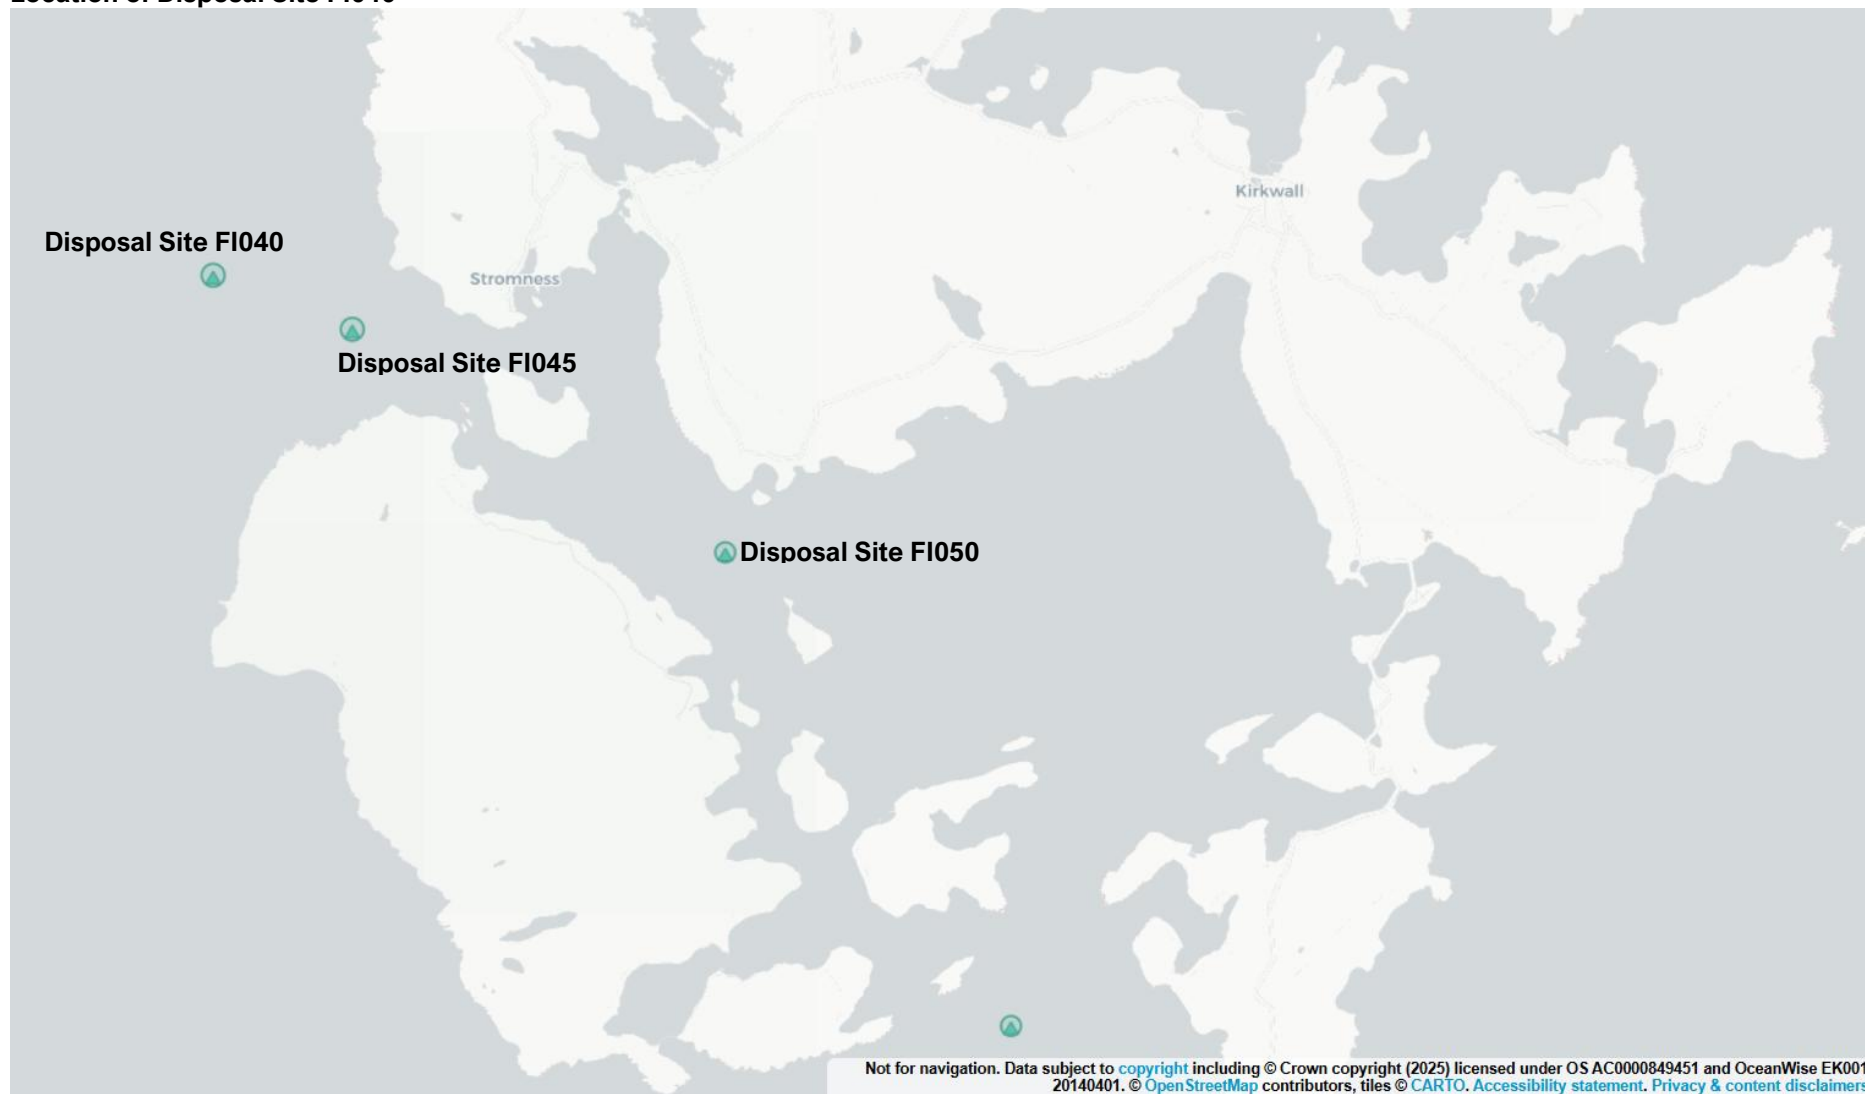 Kirkwall
Disposal Site FI040
Stromness
Disposal Site FI045
Disposal Site FI050
Not for navigation. Data subject to copyright including © Crown copyright (2025) licensed under OS AC0000849451 and OceanWise EK001
20140401. © OpenStreetMap contributors, tiles © CARTO. Accessibility statement. Privacy & content disclaimers